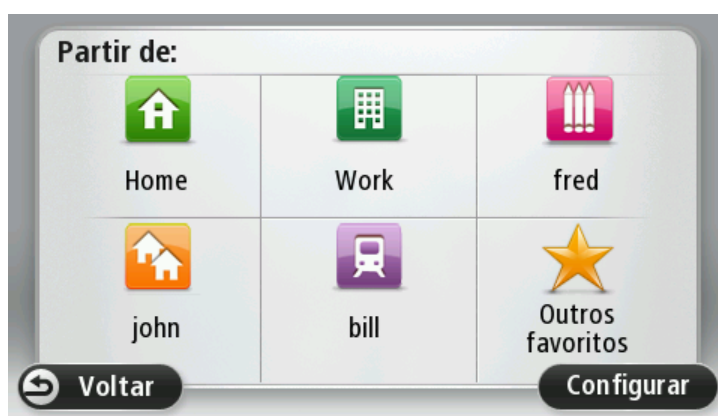 Partir de:
Home
Work
fred
john
bill
Outros
favoritos
Voltar
Configurar